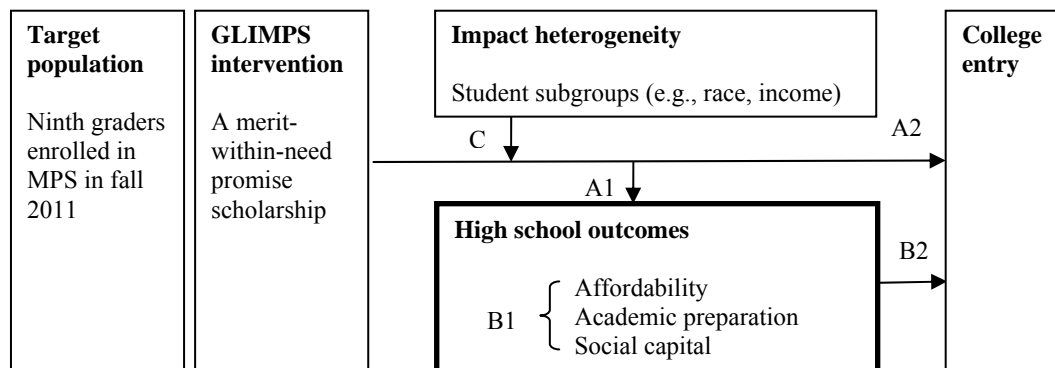 Target
population
Ninth graders
enrolled in
MPS in fall
2011
GLIMPS
intervention
A merit-
within-need
promise
scholarship
Impact heterogeneity
Student subgroups (e.g., race, income)
C
A1
A2
High school outcomes
B1
Affordability
Academic preparation
Social capital
B2
College
entry